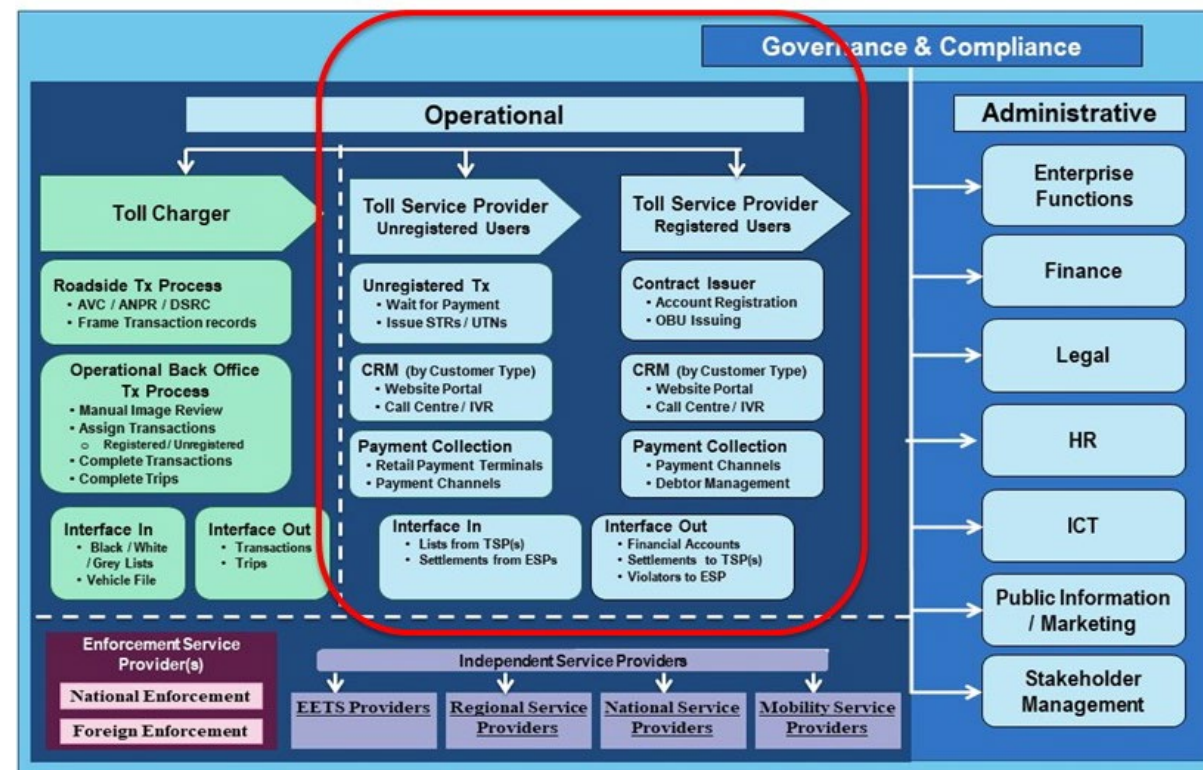 Governance & Compliance
Operational
Toll Charger
Roadside Tx Process
• AVC / ANPR / DSRC
• Frame Transaction records
Operational Back Office
Tx Process
• Manual Image Review
• Assign Transactions
o Registered / Unregistered
• Complete Transactions
• Complete Trips
Interface In
• Black / White
/ Grey Lists
• Vehicle File
Interface Out
• Transactions
• Trips
Toll Service Provider
Unregistered Users
Unregistered Tx
• Wait for Payment
• Issue STRs / UTNs
CRM (by Customer Type)
• Website Portal
• Call Centre / IVR
Payment Collection
• Retail Payment Terminals
• Payment Channels
Interface In
• Lists from TSP(s)
• Settlements from ESPs
Toll Service Provider
Registered Users
Contract Issuer
• Account Registration
• OBU Issuing
CRM (by Customer Type)
• Website Portal
• Call Centre / IVR
Payment Collection
• Payment Channels
• Debtor Management
Interface Out
• Financial Accounts
• Settlements to TSP(s)
• Violators to ESP
Enforcement Service
Provider(s)
National Enforcement
Foreign Enforcement
Independent Service Providers
EETS Providers
Regional Service
Providers
National Service
Providers
Mobility Service
Providers
Administrative
Enterprise
Functions
Finance
Legal
HR
ICT
Public Information
/ Marketing
Stakeholder
Management